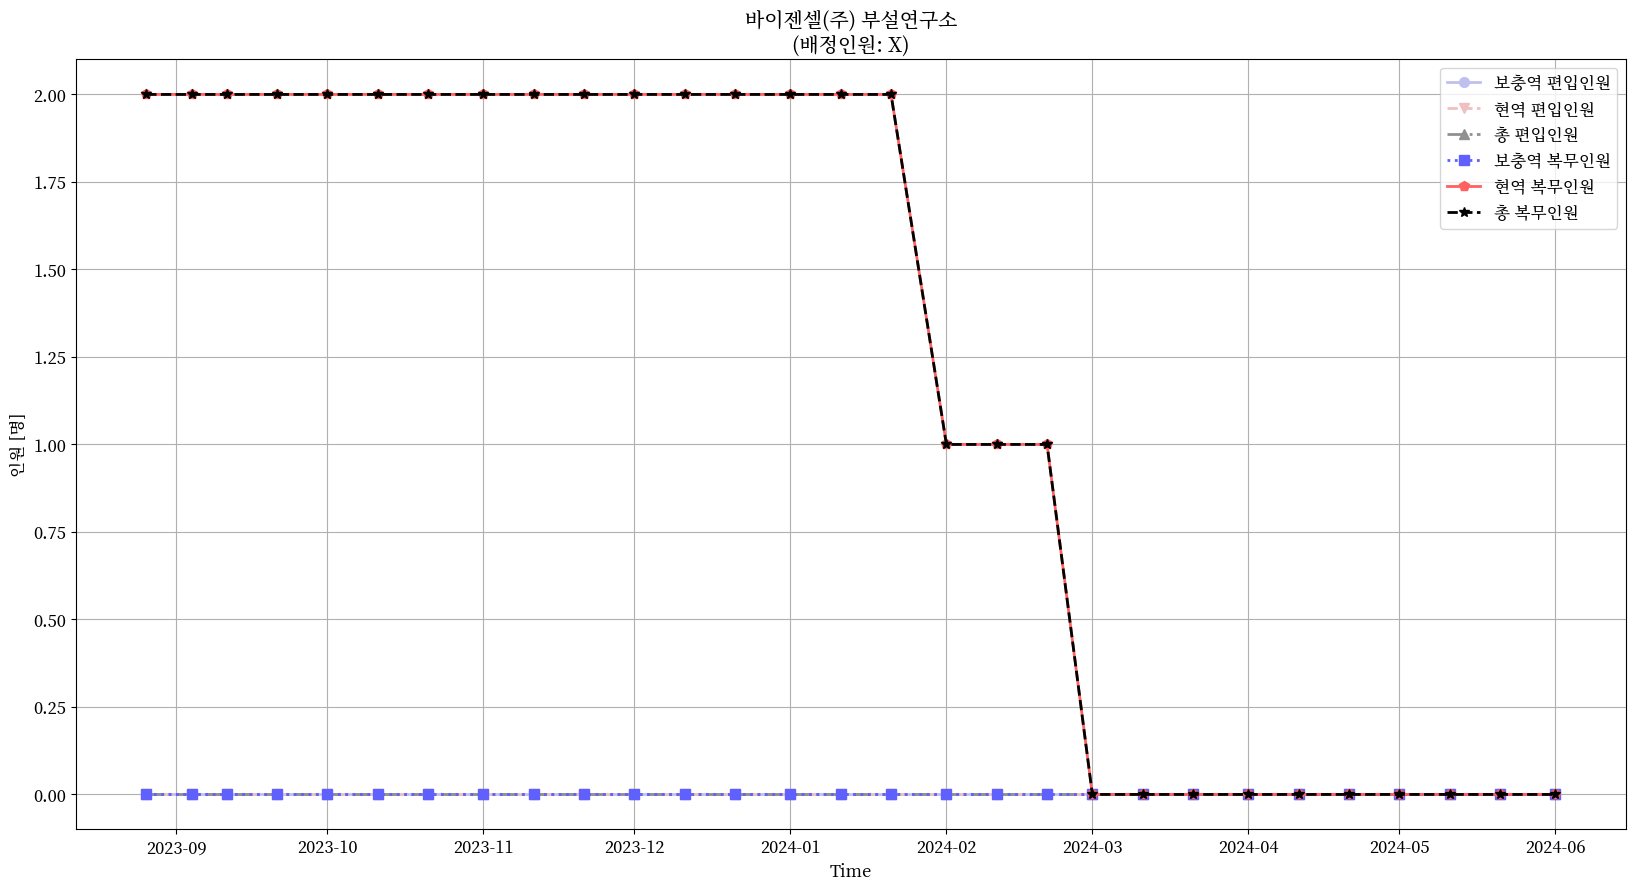 바이젠셀(주) 부설연구소
(배정인원: X)
보충역 편입인원
현역 편입인원
총 편입인원
보충역 복무인원
현역 복무인원
총 복무인원
인원 [명]
2.00
1.75
1.50
1.25
1.00
0.75
0.50
0.25
0.00
2023-09
2023-10
2023-11
2023-12
2024-01
2024-02
2024-03
2024-04
2024-05
2024-06
Time